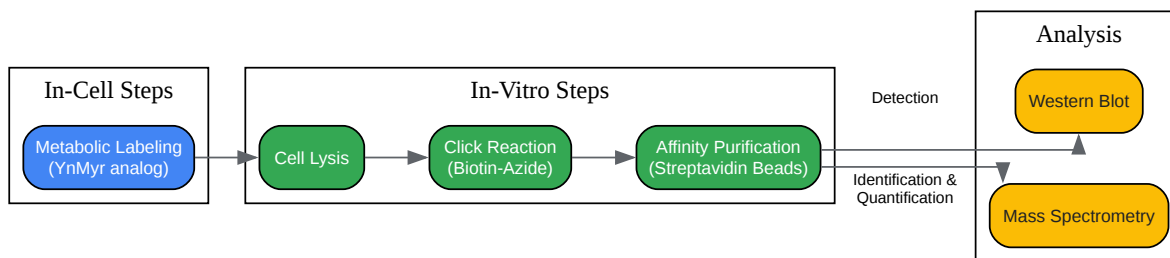 In-Cell Steps
Metabolic Labeling
(YnMyr analog)
In-Vitro Steps
Cell Lysis
Click Reaction
(Biotin-Azide)
Affinity Purification
(Streptavidin Beads)
Detection
Identification &
Quantification
Analysis
Western Blot
Mass Spectrometry